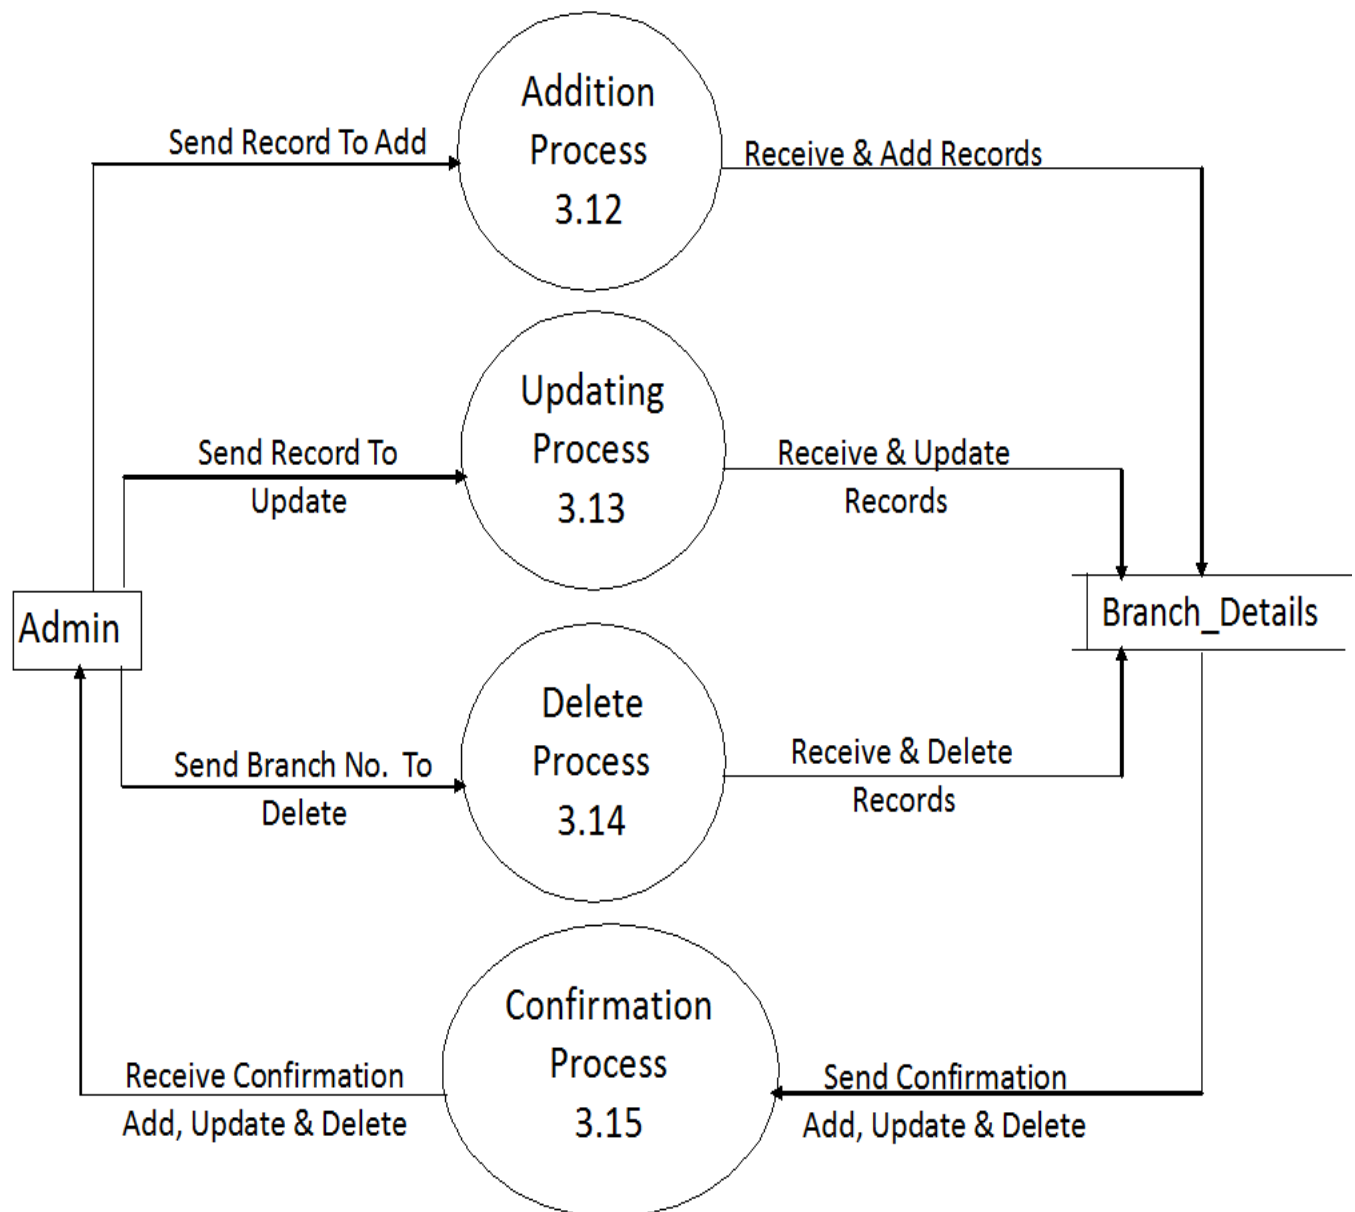 Addition
Process
3.12
Send Record To Add
Receive & Add Records
Updating
Process
3.13
Send Record To
Update
Receive & Update
Records
Admin
Branch_Details
Delete
Process
3.14
Send Branch No.  To
Delete
Receive & Delete
Records
Confirmation
Process
3.15
Receive Confirmation
Add, Update & Delete
Send Confirmation
Add, Update & Delete